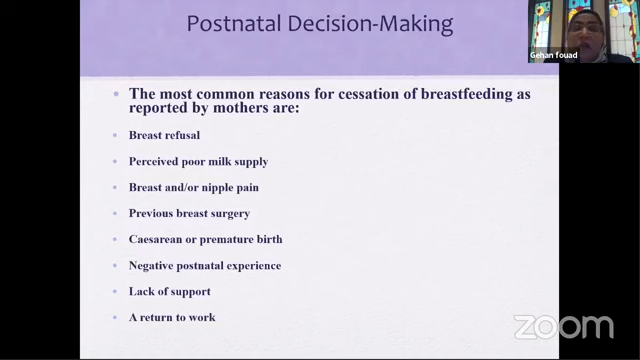 Postnatal Decision-Making
Gehan fouad
The most common reasons for cessation of breastfeeding as
reported by mothers are:
Breast refusal
Perceived poor milk supply
Breast and/or nipple pain
Previous breast surgery
Caesarean or premature birth
Negative postnatal experience
Lack of support
A return to work
zoom